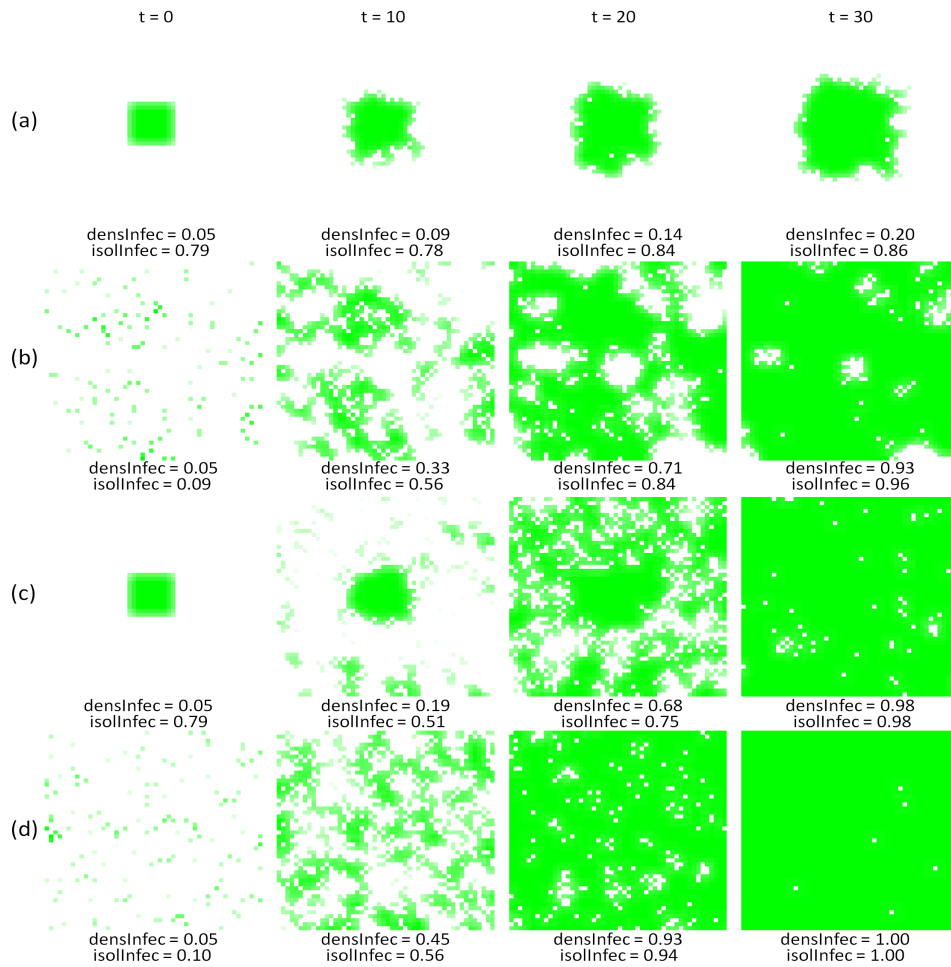 t = 0 t = 10 t = 20 t = 30
(a)
densInfec = 0.05 densInfec = 0.09 densInfec = 0.14 densInfec = 0.20
isolInfec = 0.79 isolInfec = 0.78 isolInfec = 0.84 isolInfec = 0.86
(b)
densInfec = 0.05 densInfec = 0.33 densInfec = 0.71 densInfec = 0.93
isolInfec = 0.09 isolInfec = 0.56 isolInfec = 0.84 isolInfec = 0.96
(c)
densInfec = 0.05 densInfec = 0.19 densInfec = 0.68 densInfec = 0.98
isolInfec = 0.79 isolInfec = 0.51 isolInfec = 0.75 isolInfec = 0.98
(d)
densInfec = 0.05 densInfec = 0.45 densInfec = 0.93 densInfec = 1.00
isolInfec = 0.10 isolInfec = 0.56 isolInfec = 0.94 isolInfec = 1.00